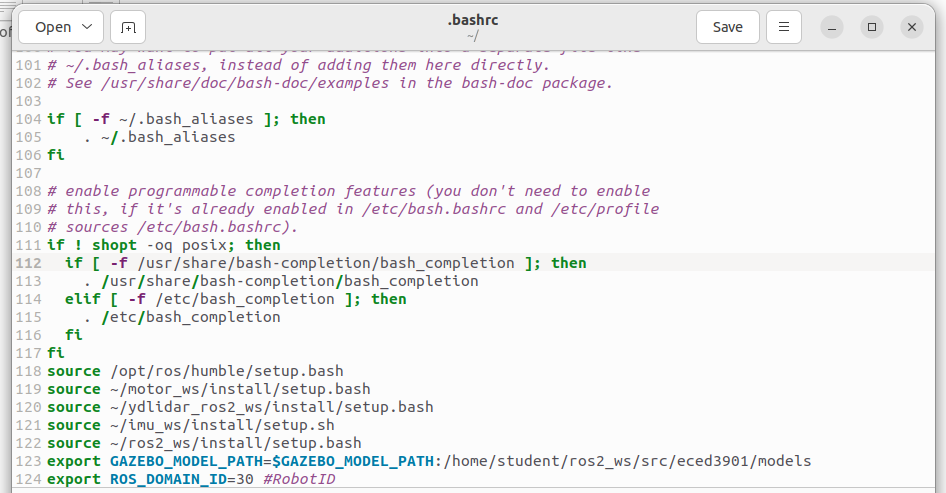 Open
.bashrc
~/
Save
101 # ~/.bash_aliases, instead of adding them here directly.
102 # See /usr/share/doc/bash-doc/examples in the bash-doc package.
103
104 if [ -f ~/.bash_aliases ]; then
105     . ~/.bash_aliases
106 fi
107
108 # enable programmable completion features (you don't need to enable
109 # this, if it's already enabled in /etc/bash.bashrc and /etc/profile
110 # sources /etc/bash.bashrc).
111 if ! shopt -oq posix; then
112   if [ -f /usr/share/bash-completion/bash_completion ]; then
113     . /usr/share/bash-completion/bash_completion
114   elif [ -f /etc/bash_completion ]; then
115     . /etc/bash_completion
116   fi
117 fi
118 source /opt/ros/humble/setup.bash
119 source ~/motor_ws/install/setup.bash
120 source ~/ydlidar_ros2_ws/install/setup.bash
121 source ~/imu_ws/install/setup.sh
122 source ~/ros2_ws/install/setup.bash
123 export GAZEBO_MODEL_PATH=$GAZEBO_MODEL_PATH:/home/student/ros2_ws/src/eced3901/models
124 export ROS_DOMAIN_ID=30 #RobotID